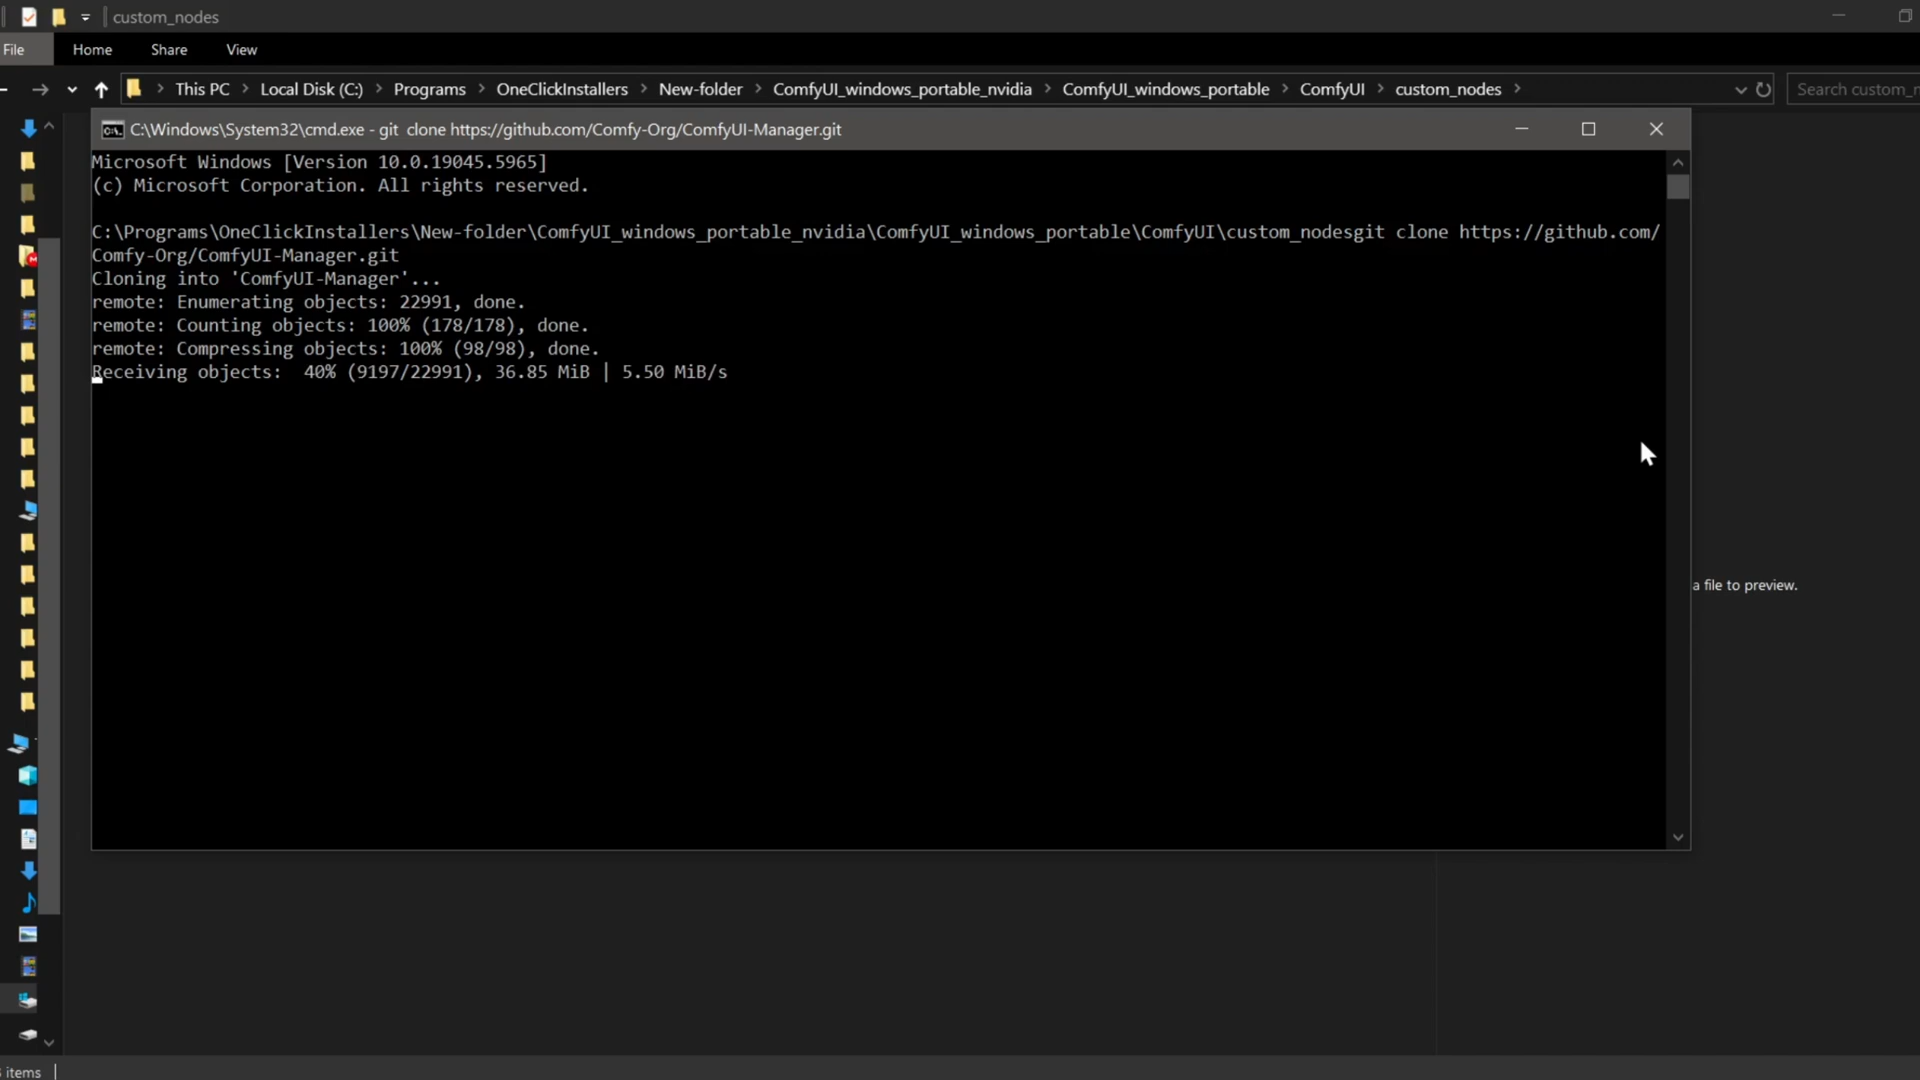 custom_nodes
File Home Share View
This PC Local Disk (C:) Programs OneClickInstallers New-folder ComfyUI_windows_portable_nvidia ComfyUI_windows_portable ComfyUI custom_nodes Search custom_n
C:\Windows\System32\cmd.exe - git clone https://github.com/Comfy-Org/ComfyUI-Manager.git
Microsoft Windows [Version 10.0.19045.5965]
(c) Microsoft Corporation. All rights reserved.
C:\Programs\OneClickInstallers\New-folder\ComfyUI_windows_portable_nvidia\ComfyUI_windows_portable\ComfyUI\custom_nodesgit clone https://github.com/
Comfy-Org/ComfyUI-Manager.git
Cloning into 'ComfyUI-Manager'...
remote: Enumerating objects: 22991, done.
remote: Counting objects: 100% (178/178), done.
remote: Compressing objects: 100% (98/98), done.
Receiving objects:  40% (9197/22991), 36.85 MiB | 5.50 MiB/s
a file to preview.
items